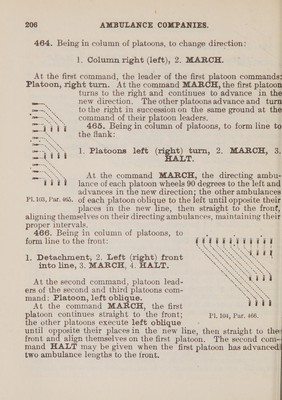 206 AMBULANCE COMPANIES.
464. Being in column of platoons, to change direction:
1. Column right (left), 2. MARCH.
At the first command, the leader of the first platoon commands:
Platoon, right turn. At the command MARCH, the first platoon
turns to the right and continues to advance in the
new direction. The other platoons advance and turn
to the right in succession on the same ground at the
command of their platoon leaders.
465. Being in column of platoons, to form line to
the flank:
1. Platoons left (right) turn, 2. MARCH, 3.
HALT.
At the command MARCH, the directing ambu-
lance of each platoon wheels 90 degrees to the left and
advances in the new direction; the other ambulances
Pl. 103, Par. 465. of each platoon oblique to the left until opposite their
places in the new line, then straight to the front,
aligning themselves on their directing ambulances, maintaining their
proper intervals.
466. Being in column of platoons, to
form line to the front:
1. Detachment, 2. Left (right) front
into line, 3. MARCH, 4. HALT.
At the second command, platoon lead-
ers of the second and third platoons com-
mand: Platoon, left oblique.
At the command MARCH, the first
platoon continues straight to the front;
the other platoons execute left oblique
Pl. 104, Par. 466.
until opposite their places in the new line, then straight to the
front and align themselves on the first platoon. The second com-
mand HALT may be given when the first platoon has advanced
two ambulance lengths to the front.